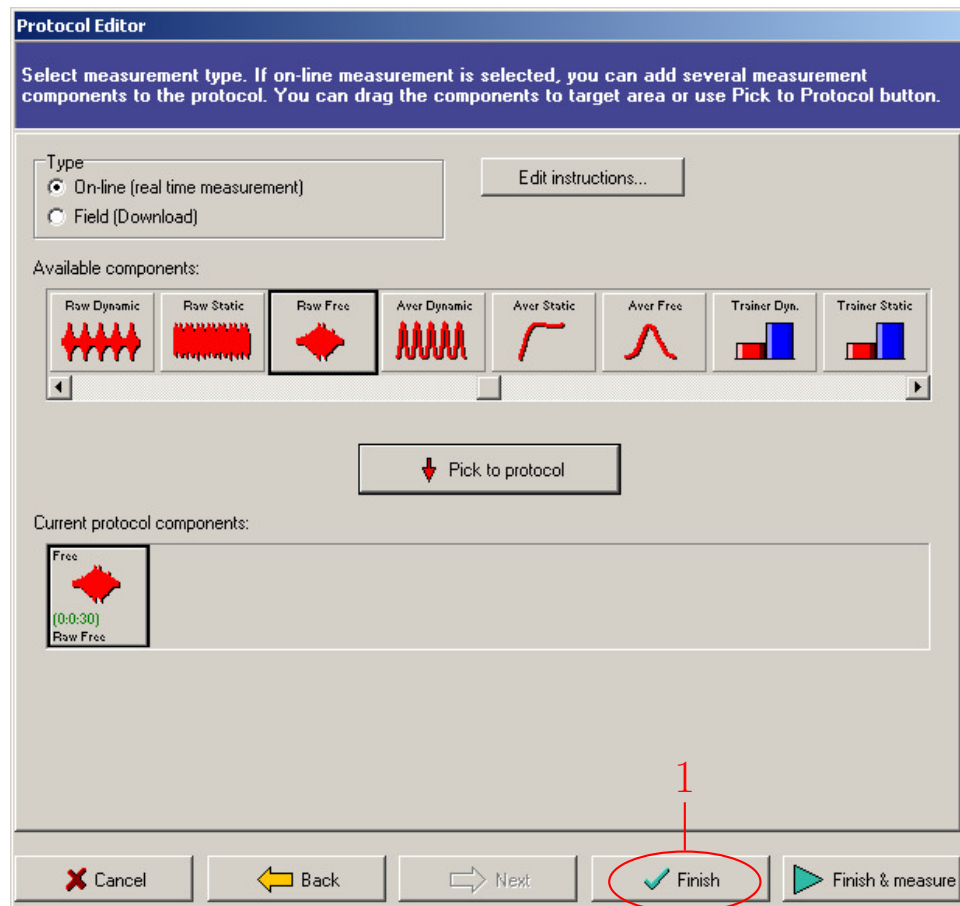 Protocol Editor
Select measurement type. If on-line measurement is selected, you can add several measurement
components to the protocol. You can drag the components to target area or use Pick to Protocol button.
Type
On-line (real time measurement)
Field (Download)
Edit instructions...
Available components:
Raw Dynamic Raw Static Raw Free Aver Dynamic Aver Static Aver Free Trainer Dyn. Trainer Static
Pick to protocol
Current protocol components:
Free
(0:0:30)
Raw Free
1
Cancel Back Next Finish Finish & measure